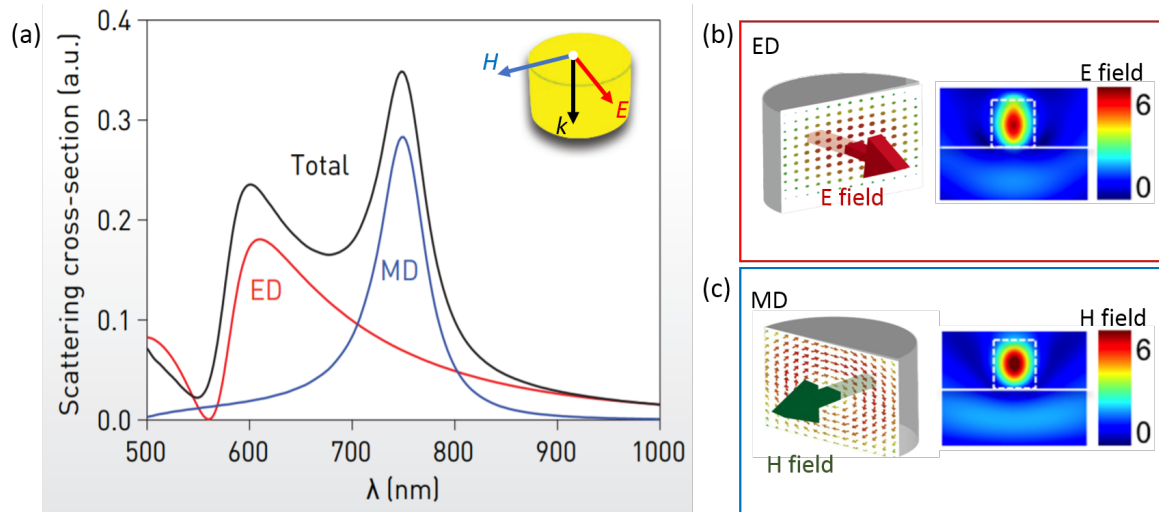 (a)
Scattering cross-section (a.u.)
0.4
0.3
0.2
0.1
0.0
500 600 700 800 900 1000
λ (nm)
Total
ED
MD
H
E
k
(b)
ED
E field
E field
6
0
(c)
MD
H field
H field
6
0